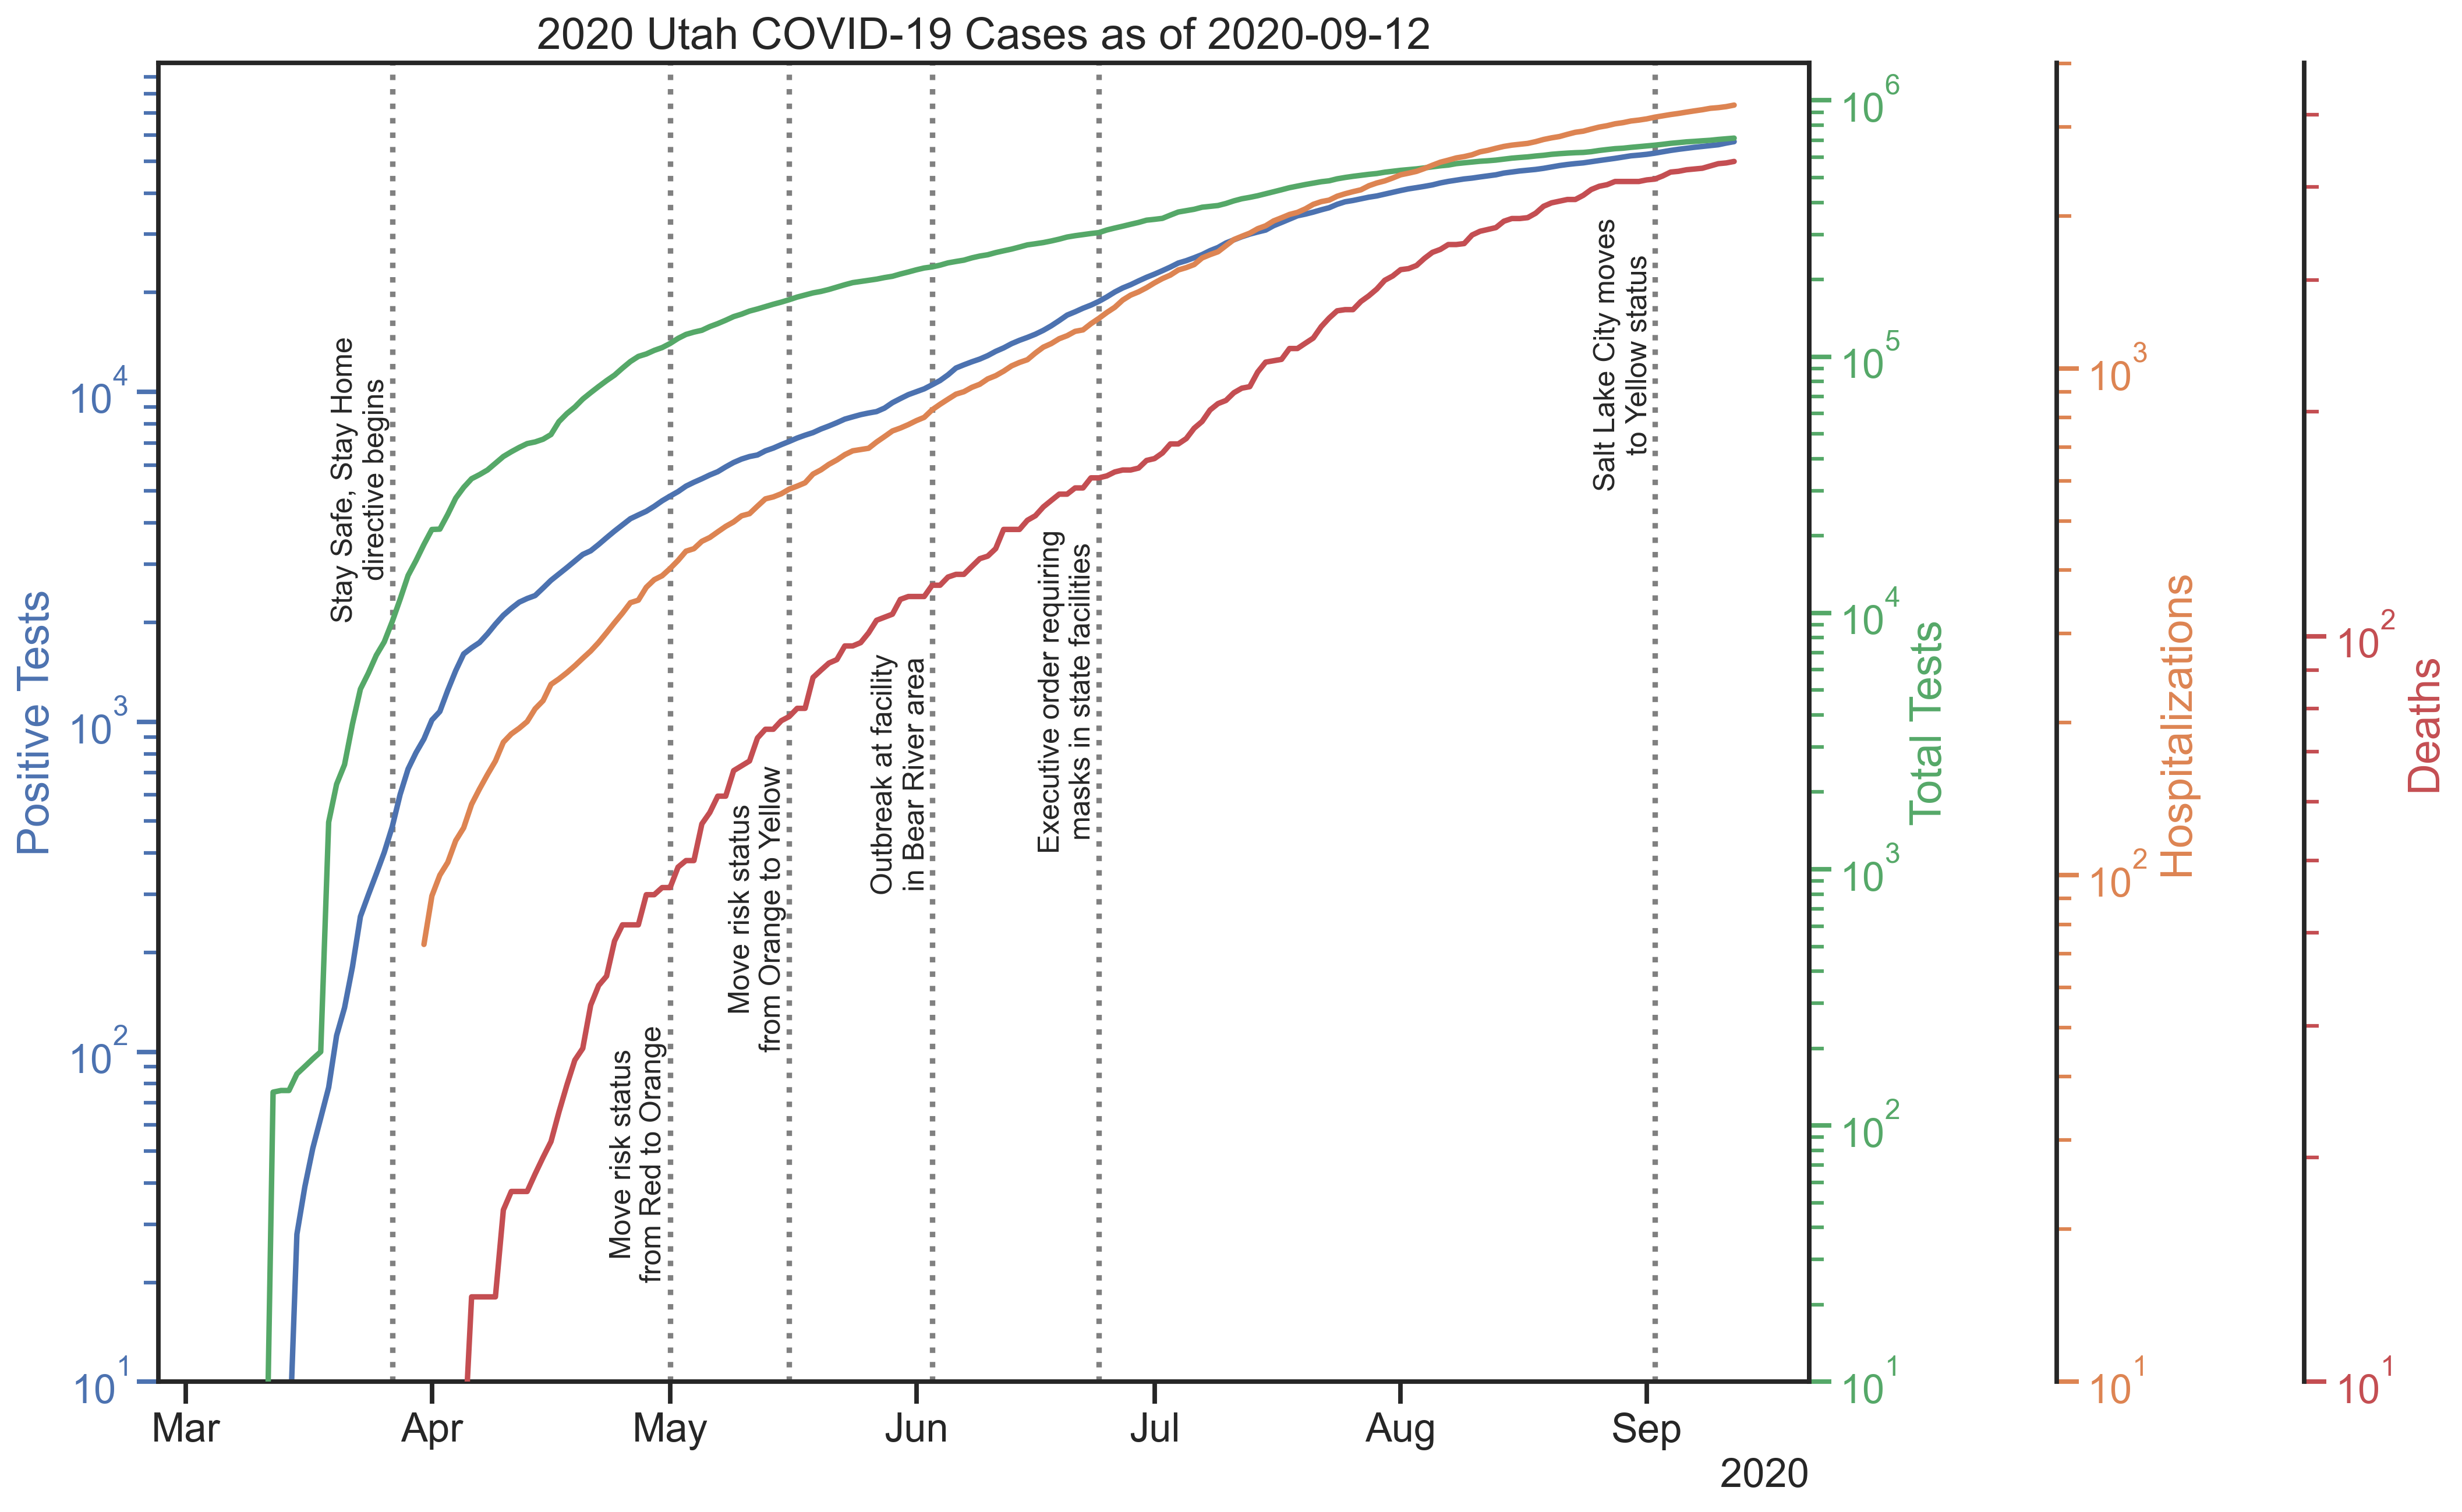 2020 Utah COVID-19 Cases as of 2020-09-12
Positive Tests
10^4
10^3
10^2
10^1
Stay Safe, Stay Home
directive begins
Move risk status
from Red to Orange
Move risk status
from Orange to Yellow
Outbreak at facility
in Bear River area
Executive order requiring
masks in state facilities
Salt Lake City moves
to Yellow status
Mar Apr May Jun Jul Aug Sep
2020
10^6
10^5
10^4
10^3
10^2
10^1
Total Tests
10^3
10^2
10^1
Hospitalizations
10^2
10^1
Deaths